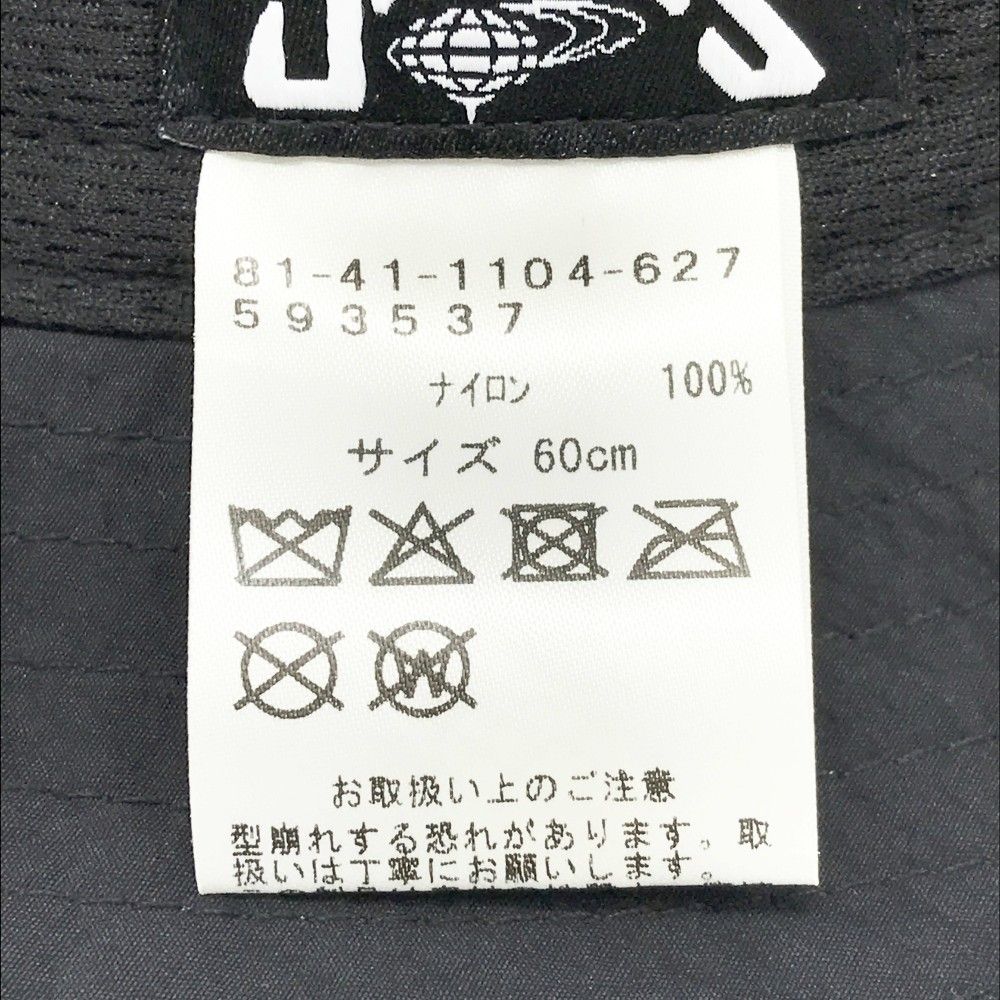 81-41-1104-627
593537
ナイロン 100%
サイズ 60cm
W
お取扱い上のご注意
型崩れする恐れがあります。取
扱いは丁寧にお願いします。